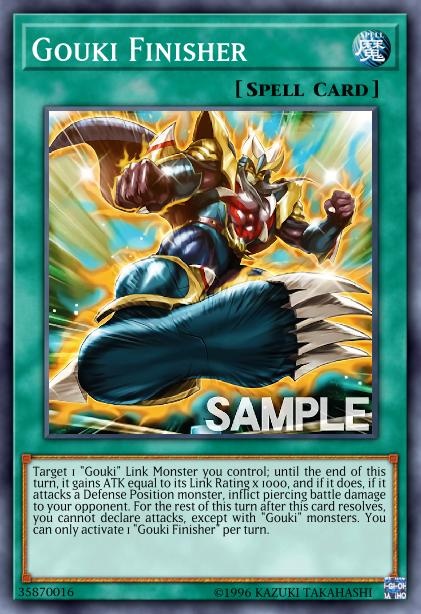 GOUKI FINISHER
SPELL
魔
[ SPELL CARD ]
SAMPLE
Target 1 "Gouki" Link Monster you control; until the end of this
turn, it gains ATK equal to its Link Rating x 1000, and if it does, if it
attacks a Defense Position monster, inflict piercing battle damage
to your opponent. For the rest of this turn after this card resolves,
you cannot declare attacks, except with "Gouki" monsters. You
can only activate 1 "Gouki Finisher" per turn.
35870016
©1996 KAZUKI TAKAHASHI